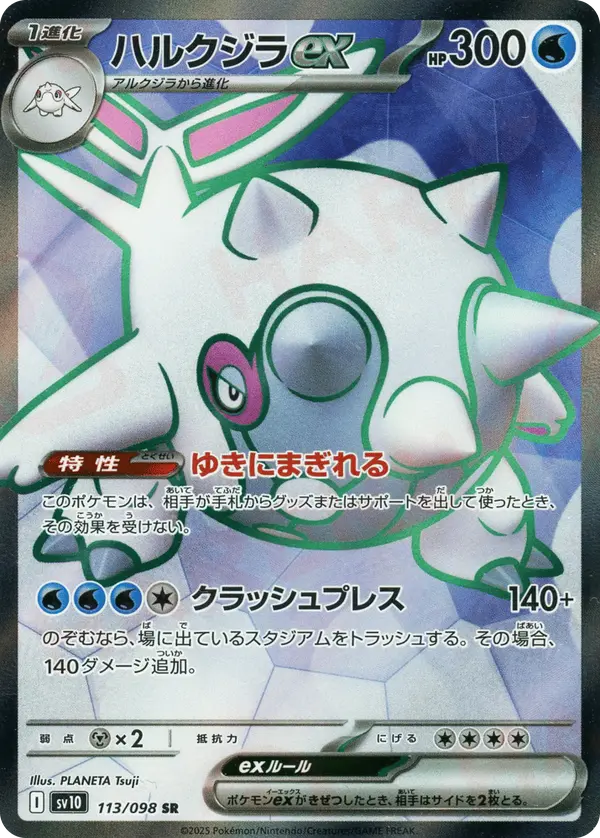 1進化
ハルクジラex
HP300
アルクジラから進化
特性
とくせい
ゆきにまぎれる
このポケモンは、相手が手札からグッズまたはサポートを出して使ったとき、
その効果を受けない。
クラッシュプレス 140+
のぞむなら、場に出ているスタジアムをトラッシュする。その場合、
140ダメージ追加。
弱点 ×2 抵抗力 にげる
exルール
ポケモンexがきぜつしたとき、相手はサイドを2枚とる。
Illus. PLANETA Tsuji
I sv10 113/098 SR
©2025 Pokémon/Nintendo/Creatures/GAME FREAK.